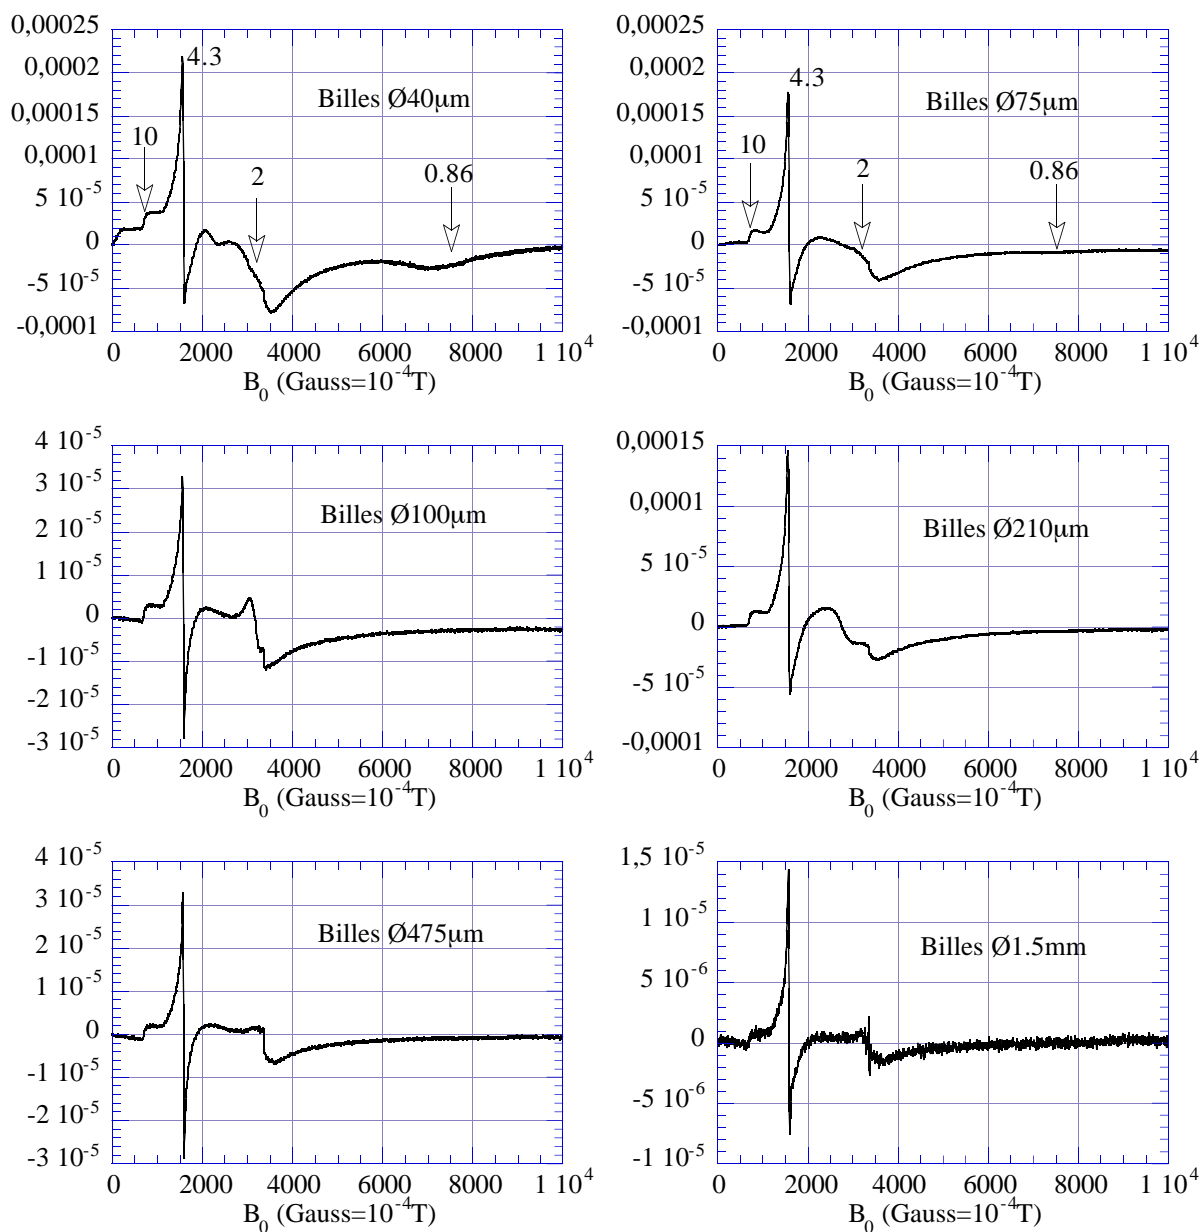 0,00025
0,0002
0,00015
0,0001
5 10-5
0
-5 10-5
-0,0001
4.3
Billes Ø40µm
10
2
0.86
0 2000 4000 6000 8000 1 104
B0 (Gauss=10-4T)
0,00025
0,0002
0,00015
0,0001
5 10-5
0
-5 10-5
-0,0001
4.3
Billes Ø75µm
10
2
0.86
0 2000 4000 6000 8000 1 104
B0 (Gauss=10-4T)
4 10-5
3 10-5
2 10-5
1 10-5
0
-1 10-5
-2 10-5
-3 10-5
Billes Ø100µm
0 2000 4000 6000 8000 1 104
B0 (Gauss=10-4T)
0,00015
0,0001
5 10-5
0
-5 10-5
-0,0001
Billes Ø210µm
0 2000 4000 6000 8000 1 104
B0 (Gauss=10-4T)
4 10-5
3 10-5
2 10-5
1 10-5
0
-1 10-5
-2 10-5
-3 10-5
Billes Ø475µm
0 2000 4000 6000 8000 1 104
B0 (Gauss=10-4T)
1,5 10-5
1 10-5
5 10-6
0
-5 10-6
-1 10-5
Billes Ø1.5mm
0 2000 4000 6000 8000 1 104
B0 (Gauss=10-4T)